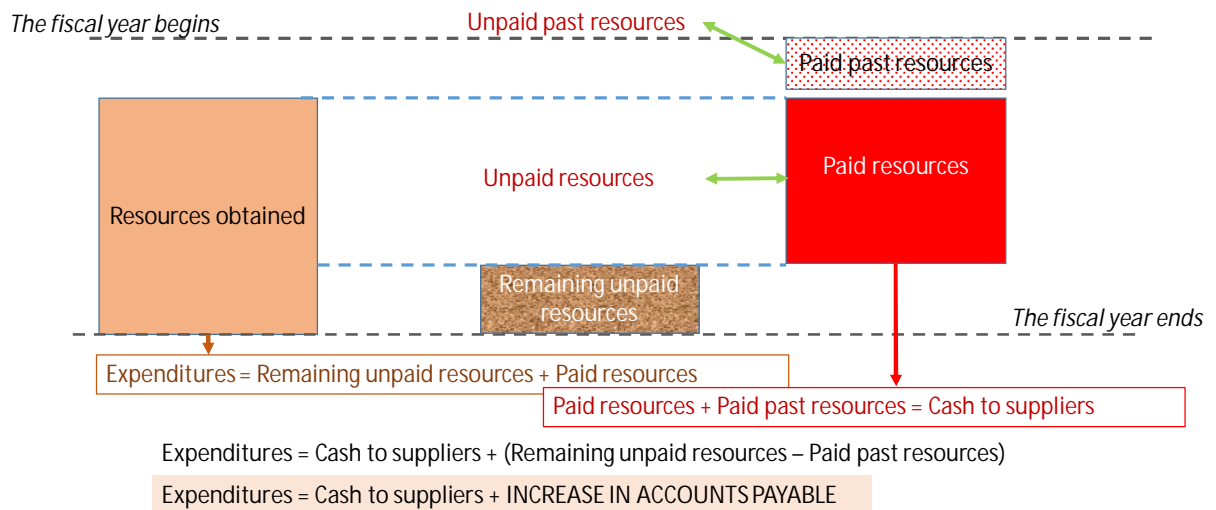 The fiscal year begins
Unpaid past resources
Paid past resources
Unpaid resources
Paid resources
Resources obtained
Remaining unpaid
resources
The fiscal year ends
Expenditures = Remaining unpaid resources + Paid resources
Paid resources + Paid past resources = Cash to suppliers
Expenditures = Cash to suppliers + (Remaining unpaid resources – Paid past resources)
Expenditures = Cash to suppliers + INCREASE IN ACCOUNTS PAYABLE